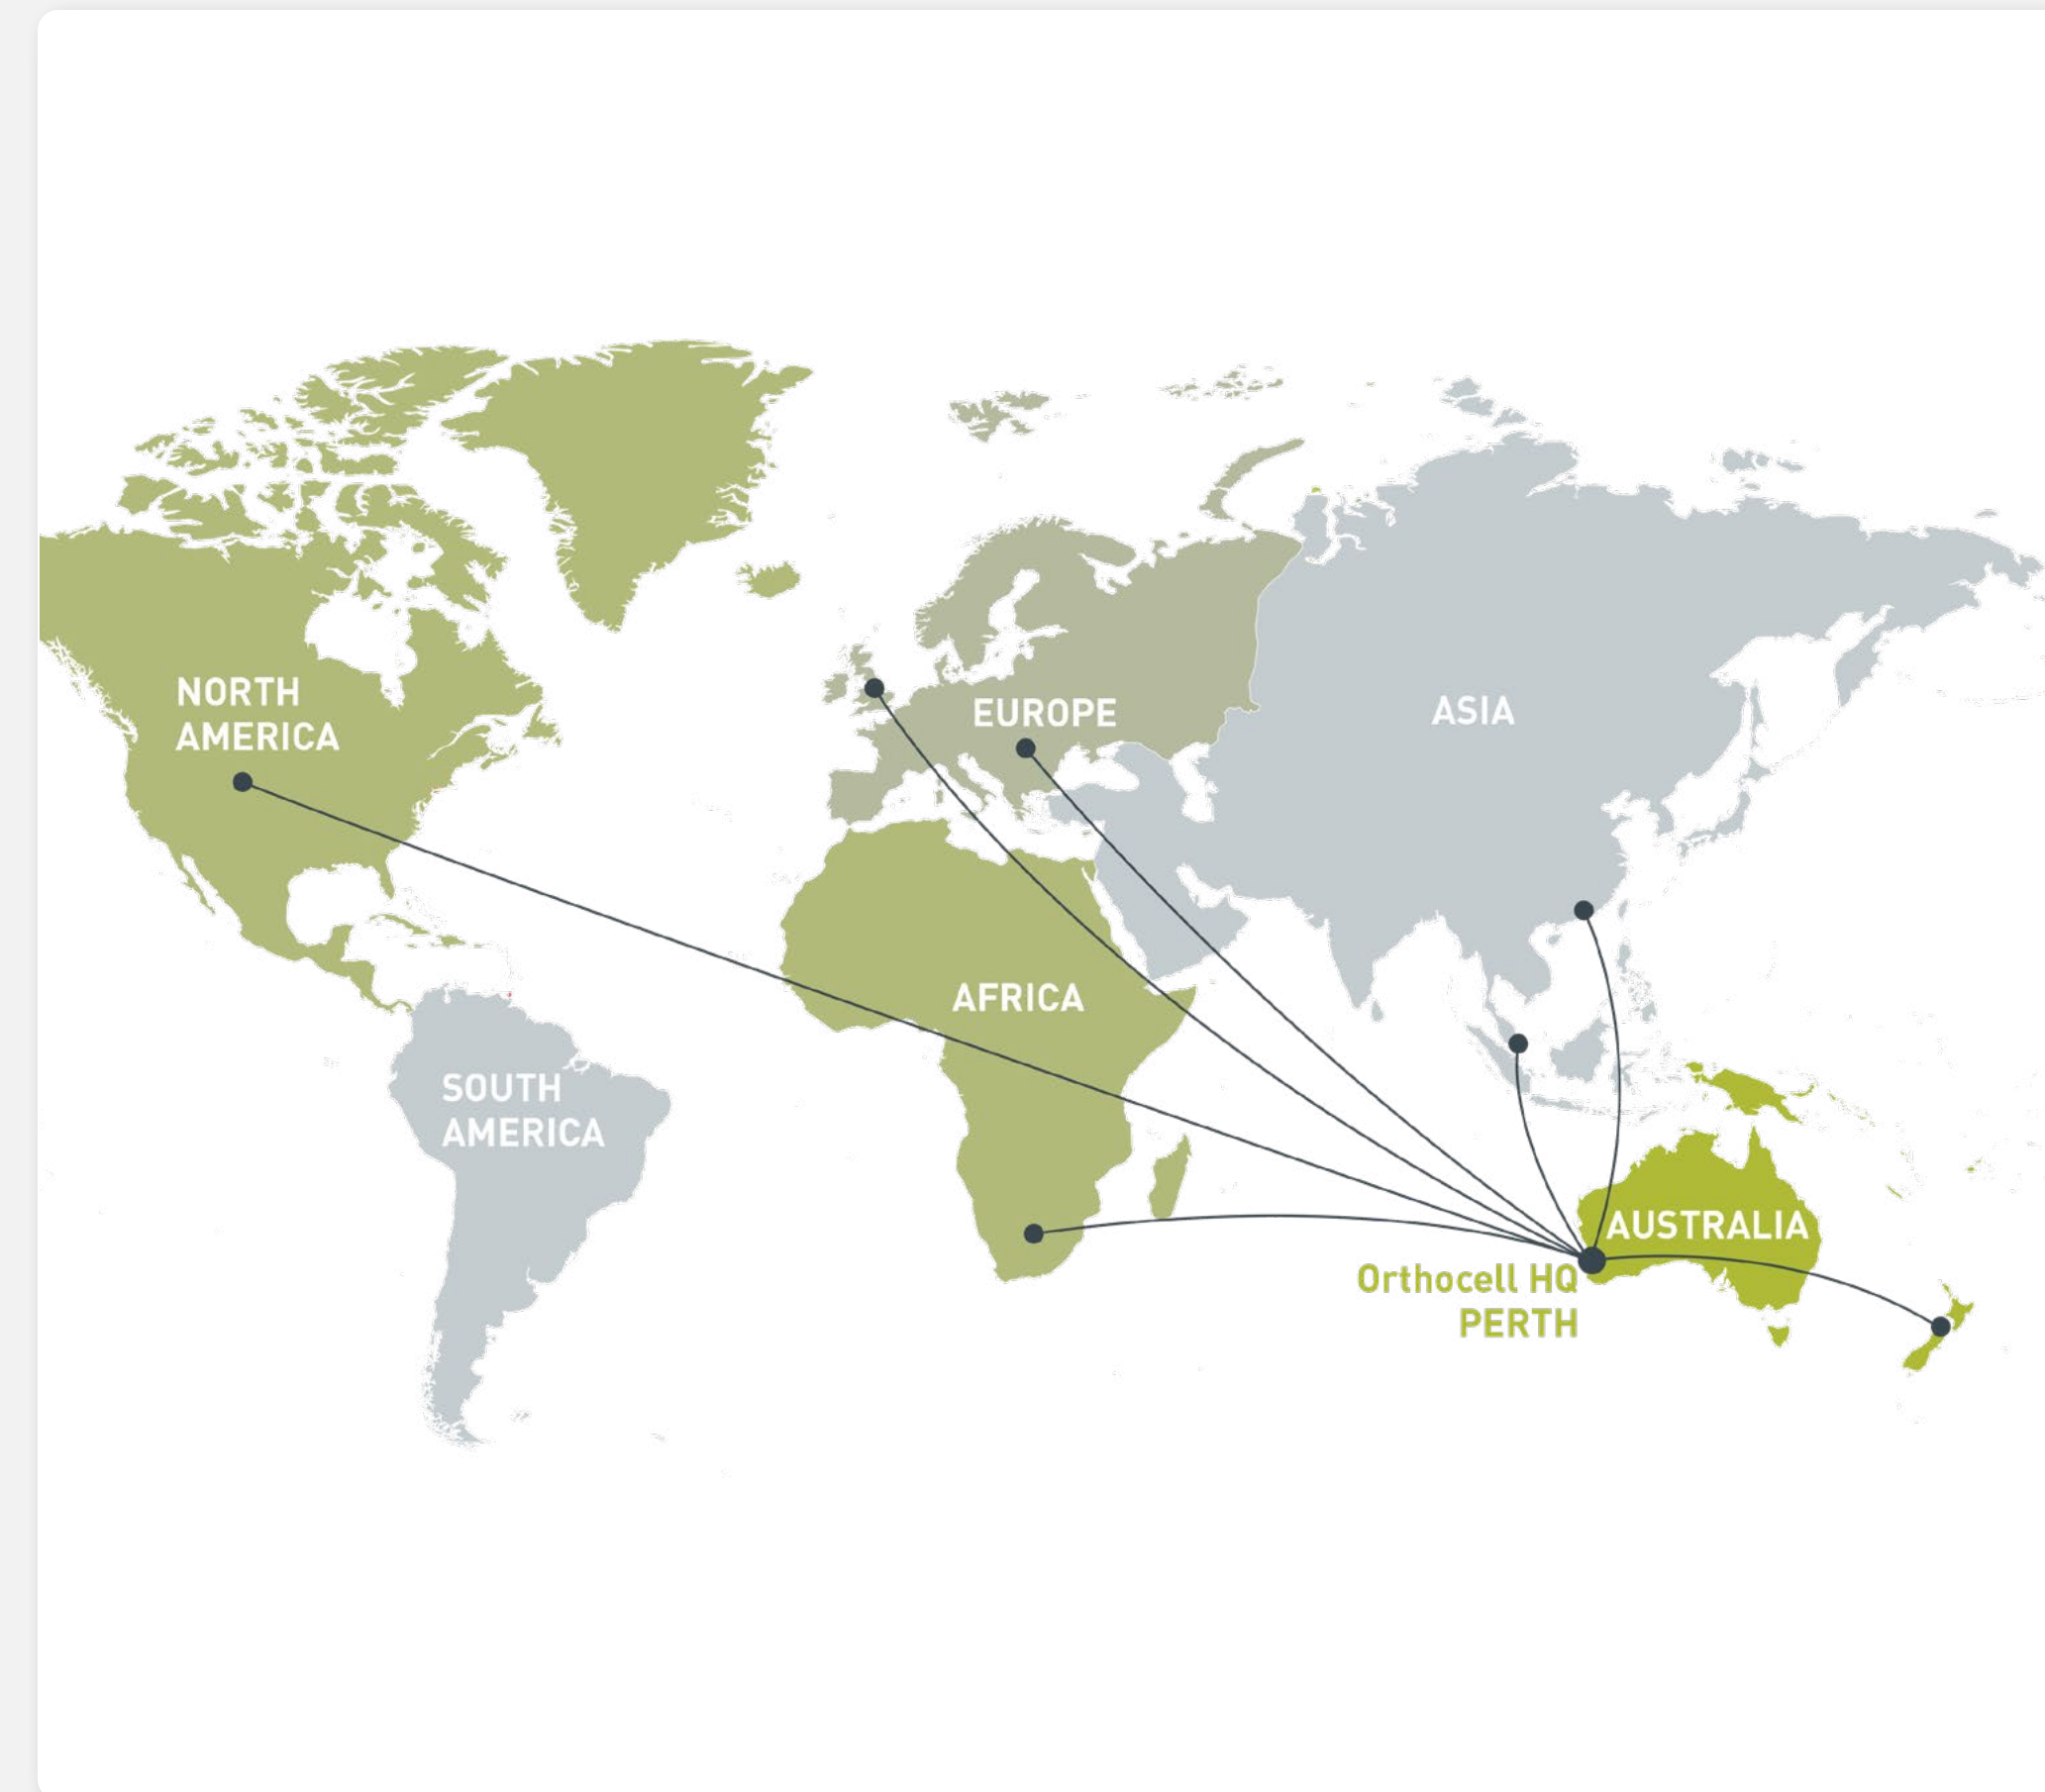 NORTH
AMERICA
EUROPE
ASIA
AFRICA
SOUTH
AMERICA
AUSTRALIA
Orthocell HQ
PERTH